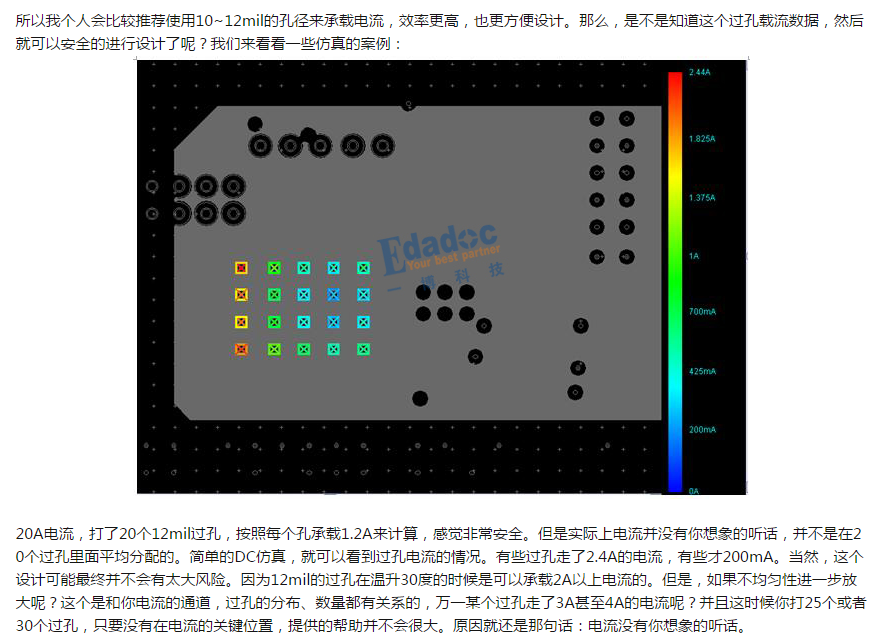 所以我个人会比较推荐使用10~12mil的孔径来承载电流，效率更高，也更方便设计。那么，是不是知道这个过孔载流数据，然后
就可以安全的进行设计了呢？我们来看看一些仿真的案例：
2.44A
1.825A
1.375A
1A
700mA
425mA
200mA
0A
Edadoc
Your best partner
一博科技
20A电流，打了20个12mil过孔，按照每个孔承载1.2A来计算，感觉非常安全。但是实际上电流并没有你想象的听话，并不是在2
0个过孔里面平均分配的。简单的DC仿真，就可以看到过孔电流的情况。有些过孔走了2.4A的电流，有些才200mA。当然，这个
设计可能最终并不会有太大风险。因为12mil的过孔在温升30度的时候是可以承载2A以上电流的。但是，如果不均匀性进一步放
大呢？这个是和你电流的通道，过孔的分布、数量都有关系的，万一某个过孔走了3A甚至4A的电流呢？并且这时候你打25个或者
30个过孔，只要没有在电流的关键位置，提供的帮助并不会很大。原因就还是那句话：电流没有你想象的听话。